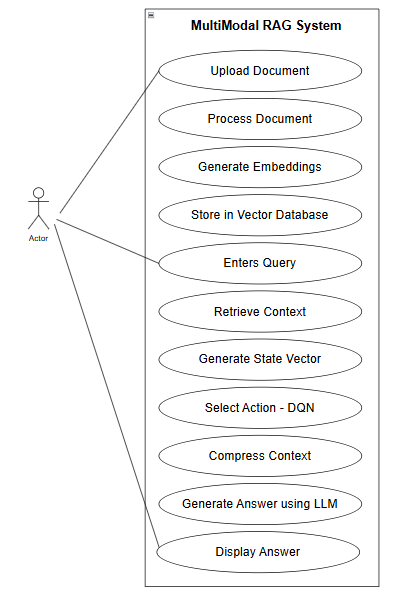 MultiModal RAG System
Upload Document
Process Document
Generate Embeddings
Store in Vector Database
Actor
Enters Query
Retrieve Context
Generate State Vector
Select Action - DQN
Compress Context
Generate Answer using LLM
Display Answer